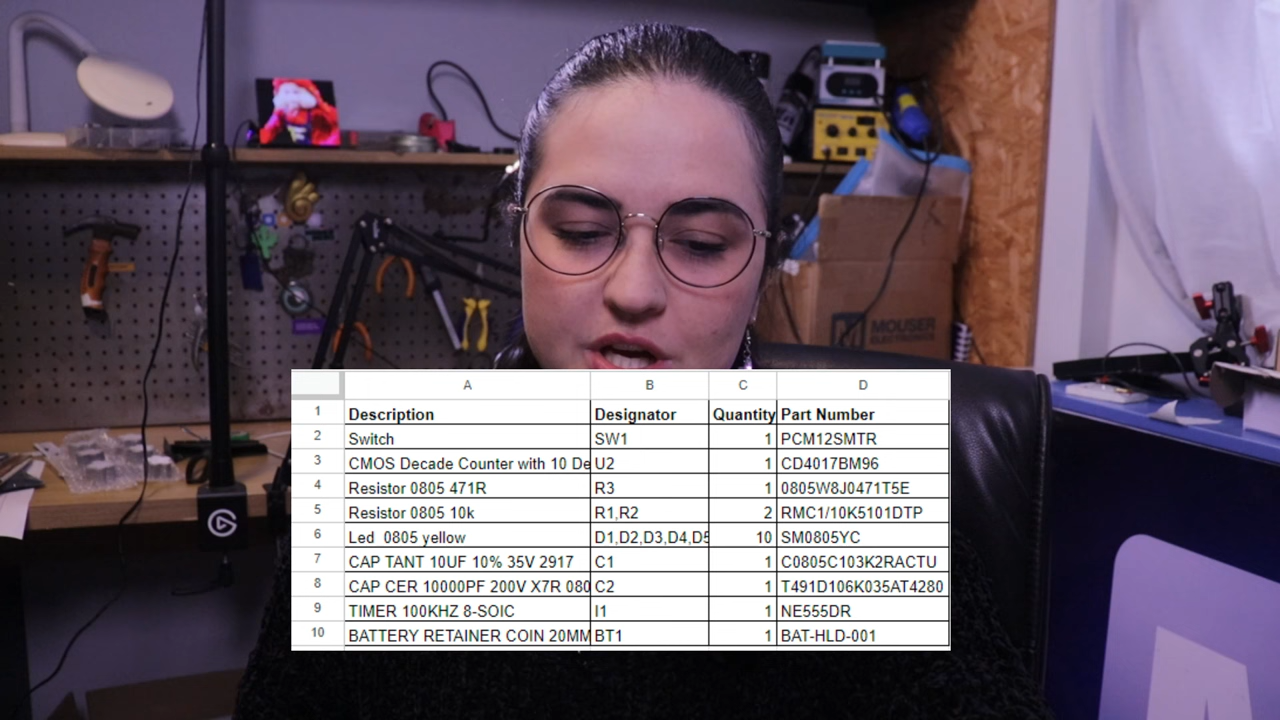 MOUSER
ELECTRONICS
A B C D
1 Description Designator Quantity Part Number
2 Switch SW1 1 PCM12SMTR
3 CMOS Decade Counter with 10 De U2 1 CD4017BM96
4 Resistor 0805 471R R3 1 0805W8J0471T5E
5 Resistor 0805 10k R1,R2 2 RMC1/10K5101DTP
6 Led 0805 yellow D1,D2,D3,D4,D5 10 SM0805YC
7 CAP TANT 10UF 10% 35V 2917 C1 1 C0805C103K2RACTU
8 CAP CER 10000PF 200V X7R 080 C2 1 T491D106K035AT4280
9 TIMER 100KHZ 8-SOIC I1 1 NE555DR
10 BATTERY RETAINER COIN 20MM BT1 1 BAT-HLD-001